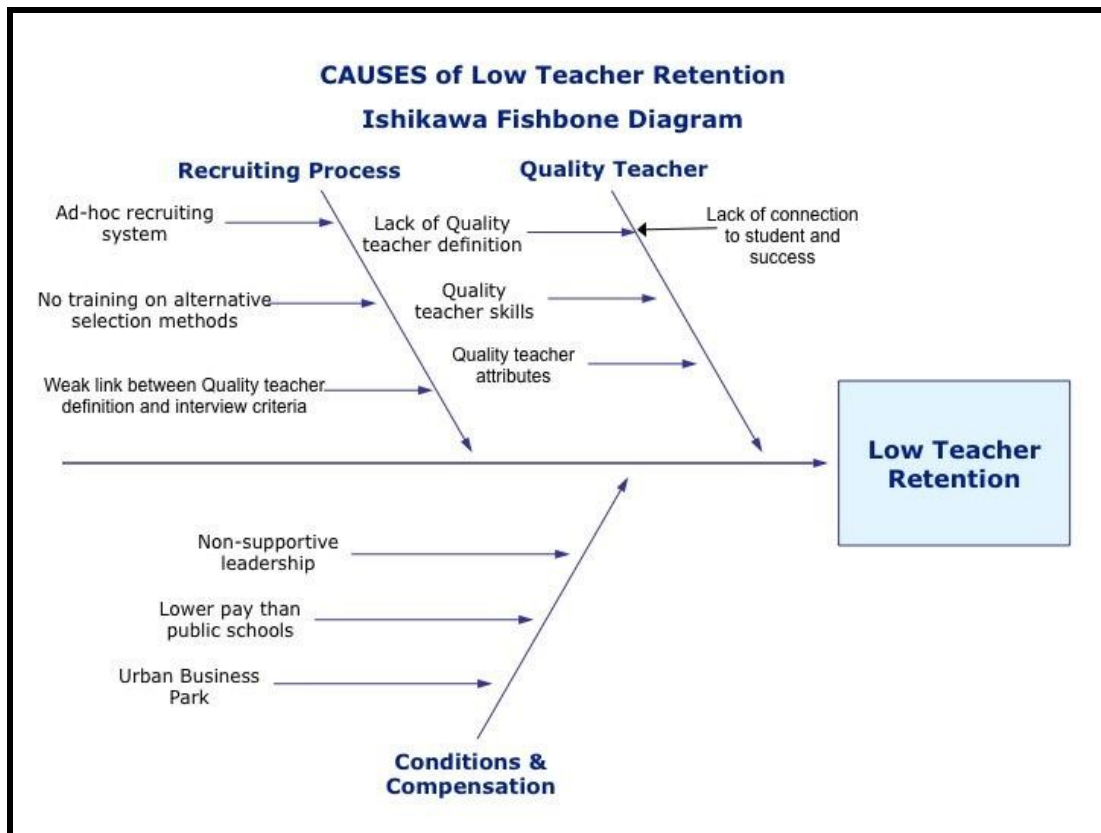 CAUSES of Low Teacher Retention
Ishikawa Fishbone Diagram
Recruiting Process
Ad-hoc recruiting
system
No training on alternative
selection methods
Weak link between Quality teacher
definition and interview criteria
Quality Teacher
Lack of Quality
teacher definition
Lack of connection
to student and
success
Quality
teacher skills
Quality teacher
attributes
Low Teacher
Retention
Non-supportive
leadership
Lower pay than
public schools
Urban Business
Park
Conditions &
Compensation